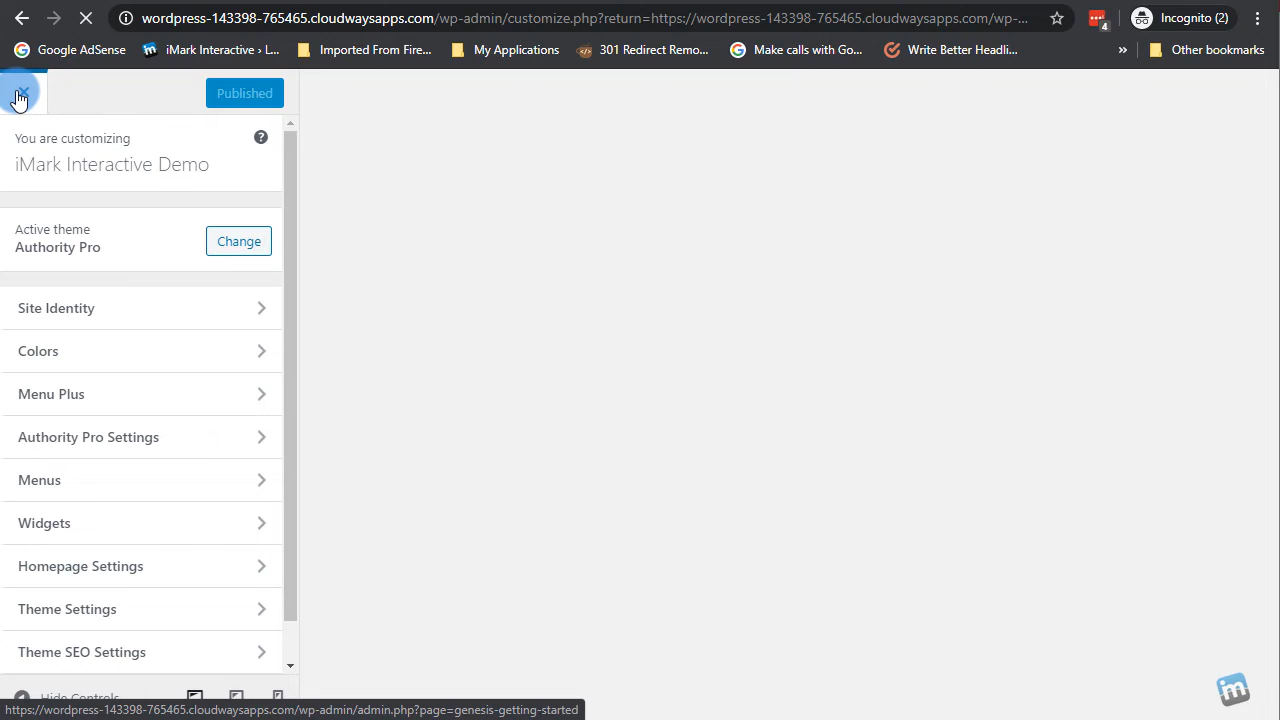 wordpress-143398-765465.cloudwaysapps.com/wp-admin/customize.php?return=https://wordpress-143398-765465.cloudwaysapps.com/wp-...
4
Incognito (2)
Google AdSense
iMark Interactive › L...
Imported From Fire...
My Applications
301 Redirect Remo...
Make calls with Go...
Write Better Headli...
»
Other bookmarks
Published
You are customizing
?
iMark Interactive Demo
Active theme
Authority Pro
Change
Site Identity
Colors
Menu Plus
Authority Pro Settings
Menus
Widgets
Homepage Settings
Theme Settings
Theme SEO Settings
Hide Controls
https://wordpress-143398-765465.cloudwaysapps.com/wp-admin/admin.php?page=genesis-getting-started
im